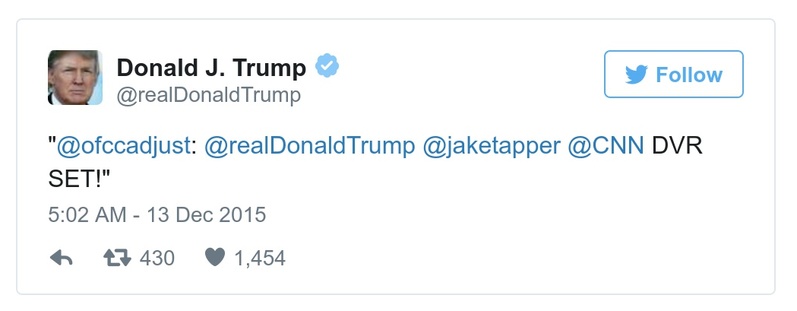 Donald J. Trump
@realDonaldTrump
Follow
"@ofccadjust: @realDonaldTrump @jaketapper @CNN DVR
SET!"
5:02 AM - 13 Dec 2015
430 1,454